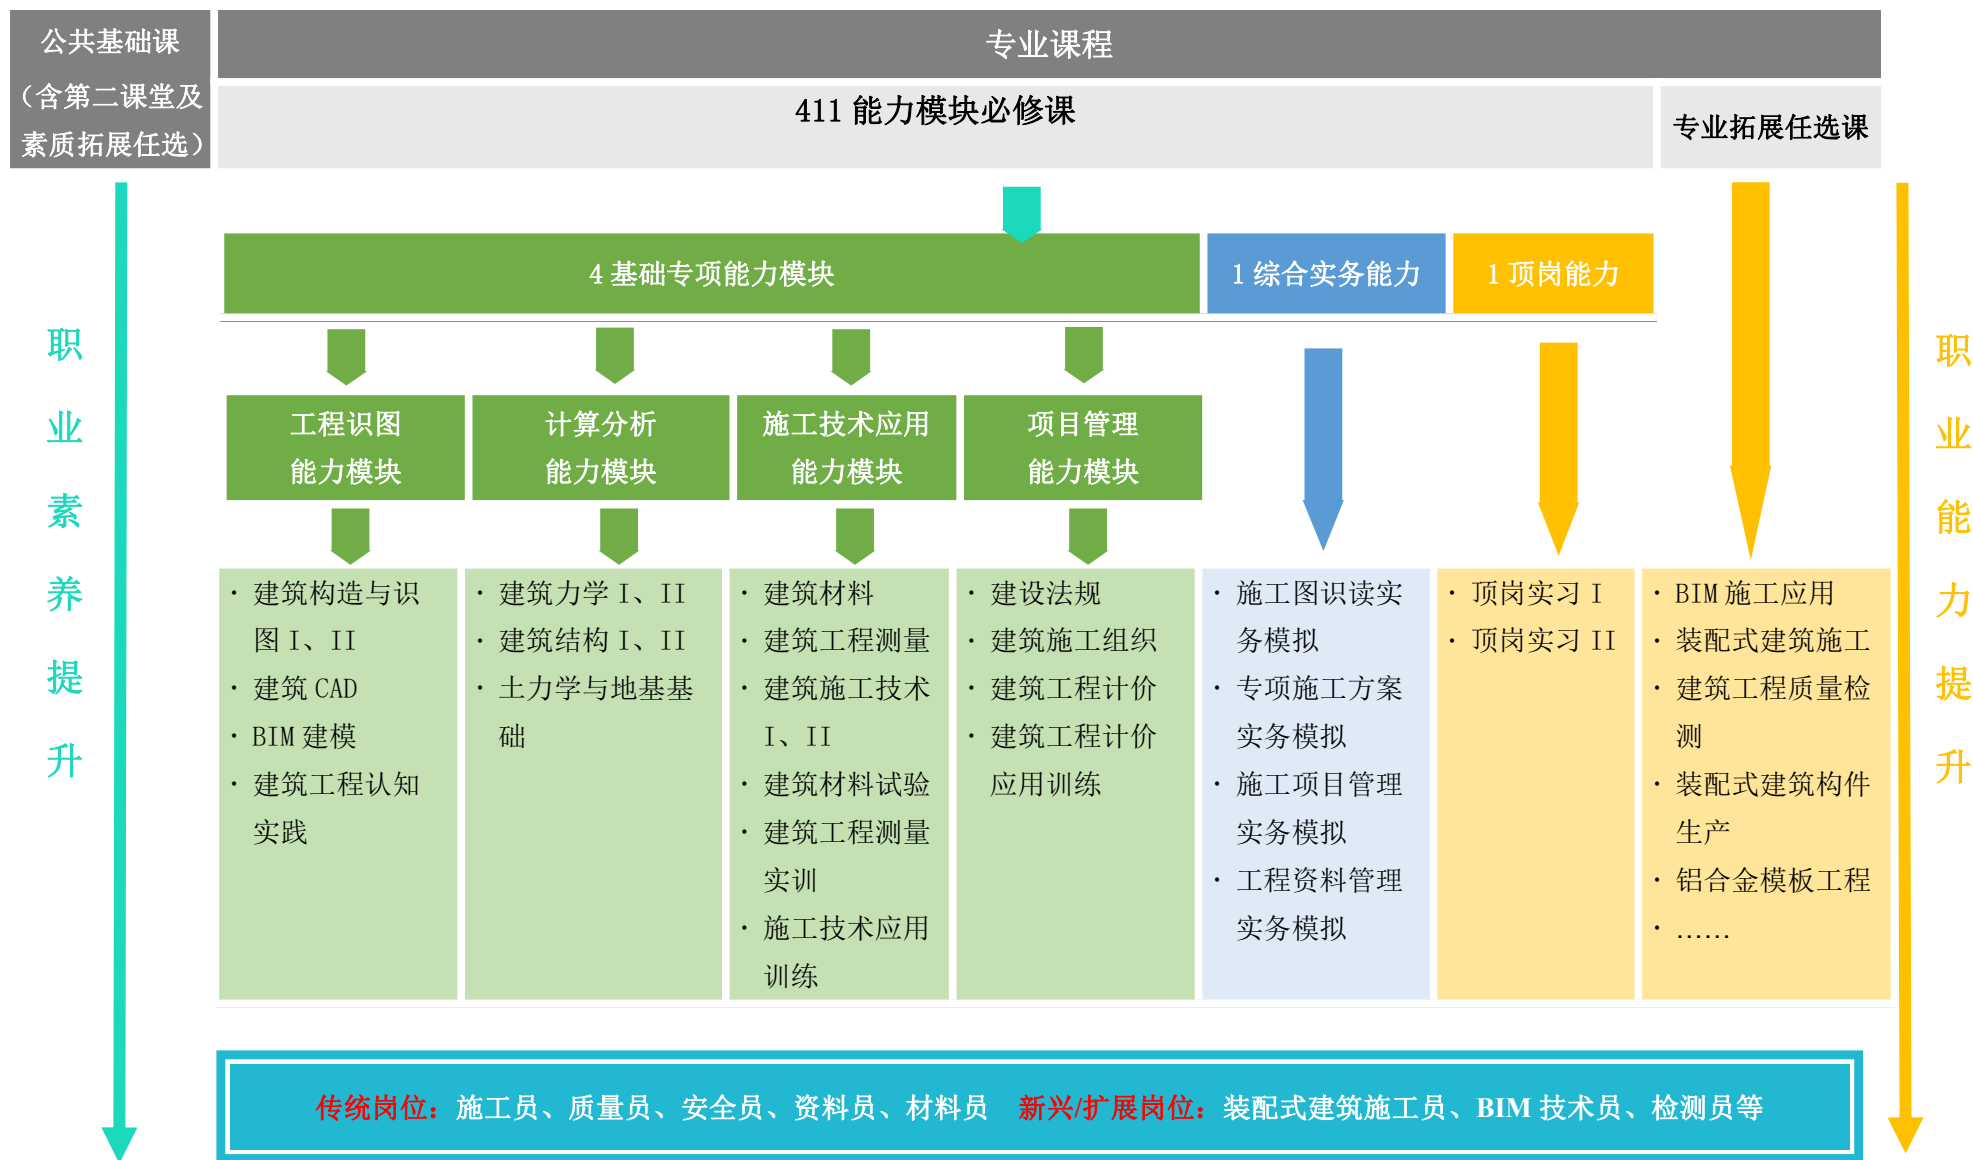 公共基础课
（含第二课堂及
素质拓展任选）
专业课程
411 能力模块必修课
专业拓展任选课
4 基础专项能力模块
1 综合实务能力
1 顶岗能力
职
业
素
养
提
升
工程识图
能力模块
计算分析
能力模块
施工技术应用
能力模块
项目管理
能力模块
· 建筑构造与识
图 I、II
· 建筑 CAD
· BIM 建模
· 建筑工程认知
实践
· 建筑力学 I、II
· 建筑结构 I、II
· 土力学与地基基
础
· 建筑材料
· 建筑工程测量
· 建筑施工技术
I、II
· 建筑材料试验
· 建筑工程测量
实训
· 施工技术应用
训练
· 建设法规
· 建筑施工组织
· 建筑工程计价
· 建筑工程计价
应用训练
· 施工图识读实
务模拟
· 专项施工方案
实务模拟
· 施工项目管理
实务模拟
· 工程资料管理
实务模拟
· 顶岗实习 I
· 顶岗实习 II
· BIM 施工应用
· 装配式建筑施工
· 建筑工程质量检
测
· 装配式建筑构件
生产
· 铝合金模板工程
· ……
职
业
能
力
提
升
传统岗位：施工员、质量员、安全员、资料员、材料员 新兴/扩展岗位：装配式建筑施工员、BIM 技术员、检测员等